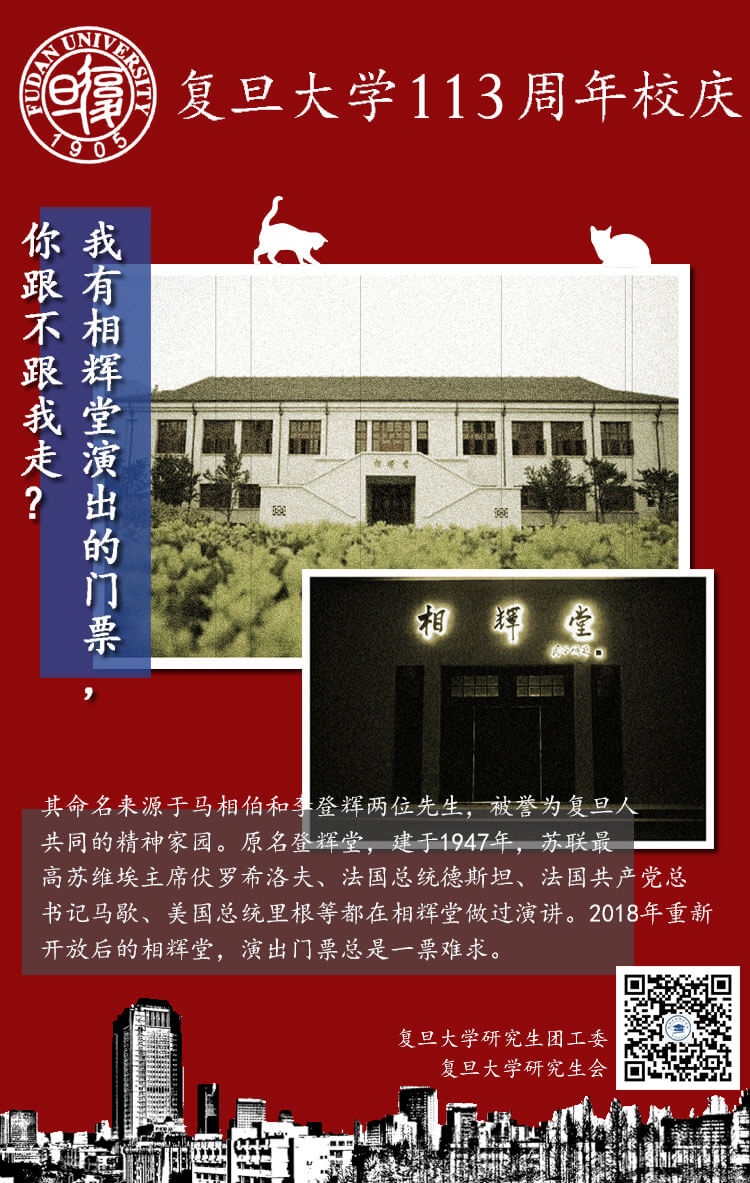 FUDAN UNIVERSITY
1905
复旦大学113周年校庆
我有相辉堂演出的门票，
你跟不跟我走？
相辉堂
相輝堂
其命名来源于马相伯和李登辉两位先生，被誉为复旦人
共同的精神家园。原名登辉堂，建于1947年，苏联最
高苏维埃主席伏罗希洛夫、法国总统德斯坦、法国共产党总
书记马歇、美国总统里根等都在相辉堂做过演讲。2018年重新
开放后的相辉堂，演出门票总是一票难求。
复旦大学研究生团工委
复旦大学研究生会